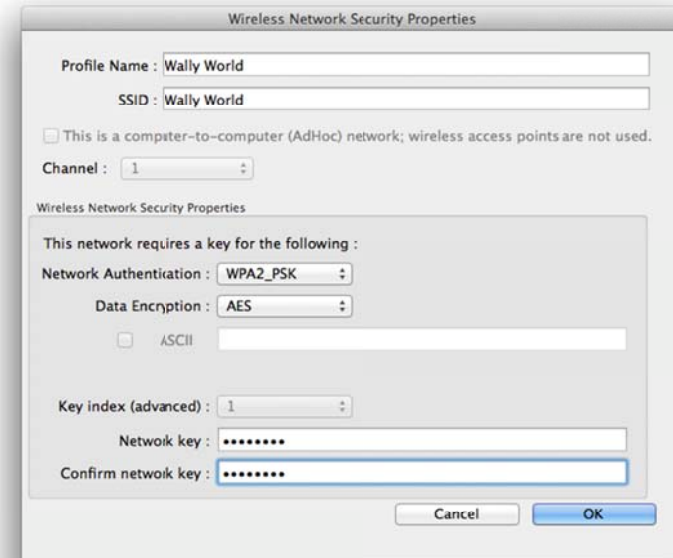 Wireless Network Security Properties
Profile Name : Wally World
SSID : Wally World
This is a computer-to-computer (AdHoc) network; wireless access points are not used.
Channel : 1
Wireless Network Security Properties
This network requires a key for the following :
Network Authentication : WPA2_PSK
Data Encryption : AES
ASCII
Key index (advanced) : 1
Network key : ••••••••
Confirm network key : ••••••••
Cancel OK